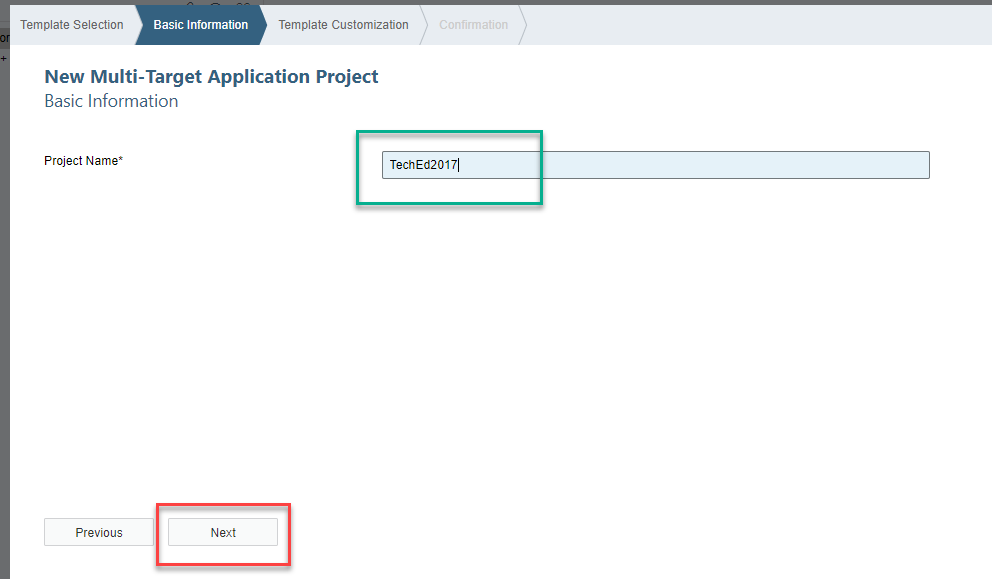 Template Selection Basic Information Template Customization Confirmation
New Multi-Target Application Project
Basic Information
Project Name* TechEd2017
Previous Next